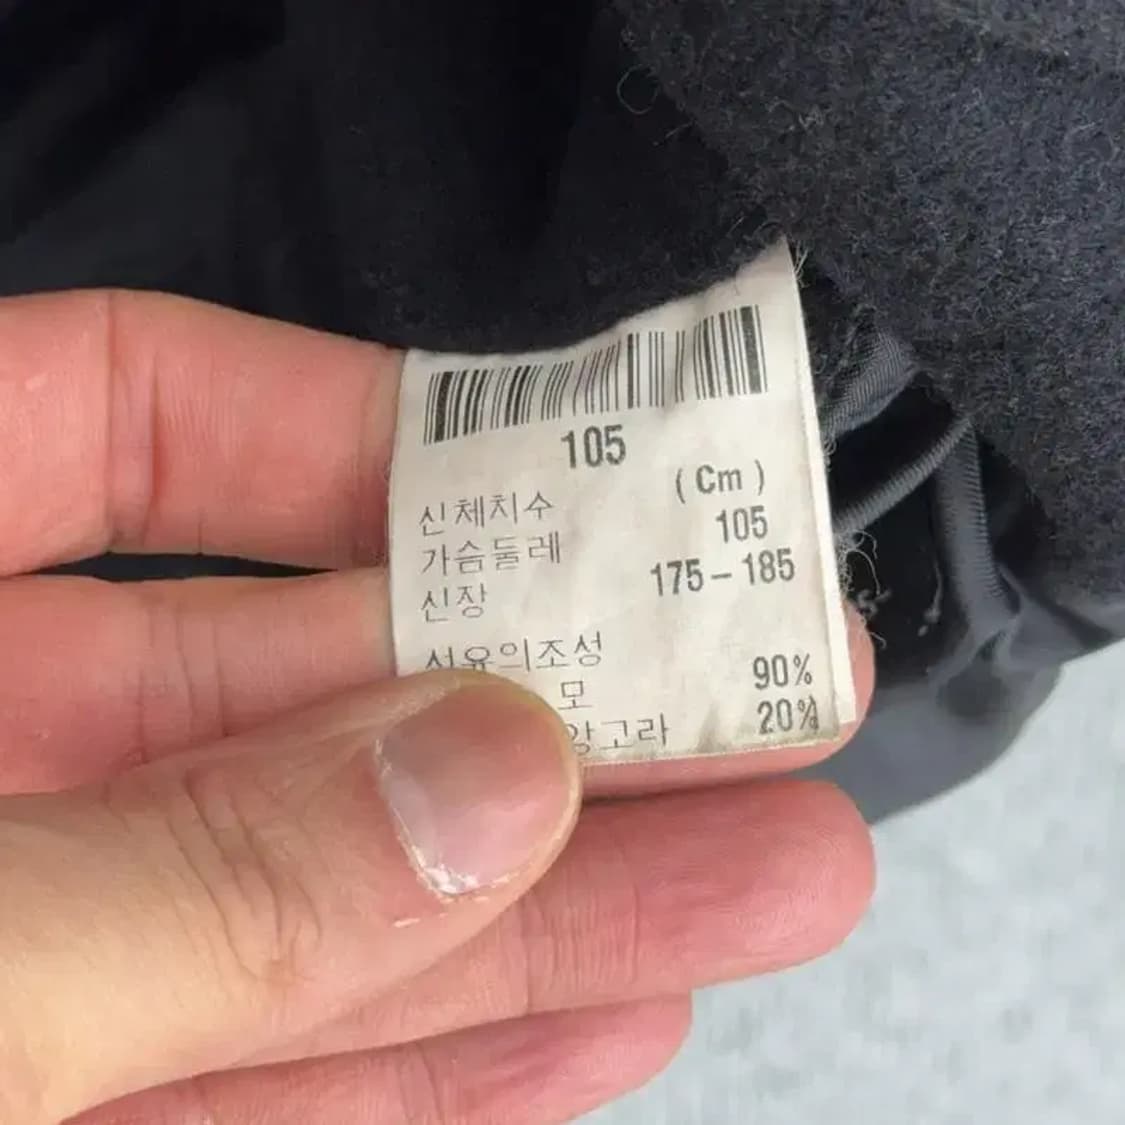 105
신체치수 (Cm)
가슴둘레 105
신장 175-185
섬유의조성
모 90%
앙고라 20%